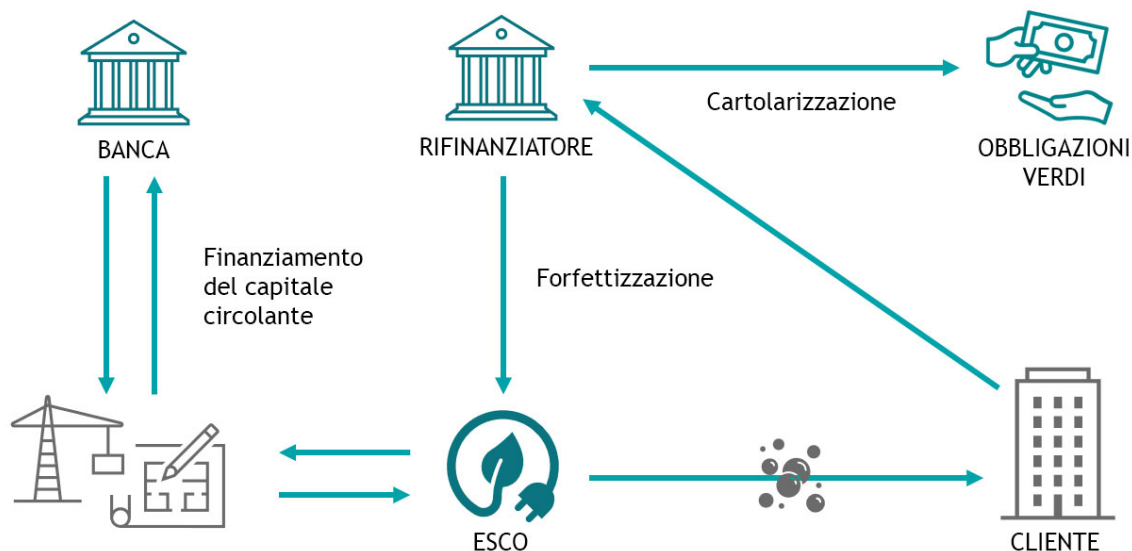 BANCA
RIFINANZIATORE
Cartolarizzazione
OBBLIGAZIONI
VERDI
Finanziamento
del capitale
circolante
Forfettizzazione
ESCO
CLIENTE